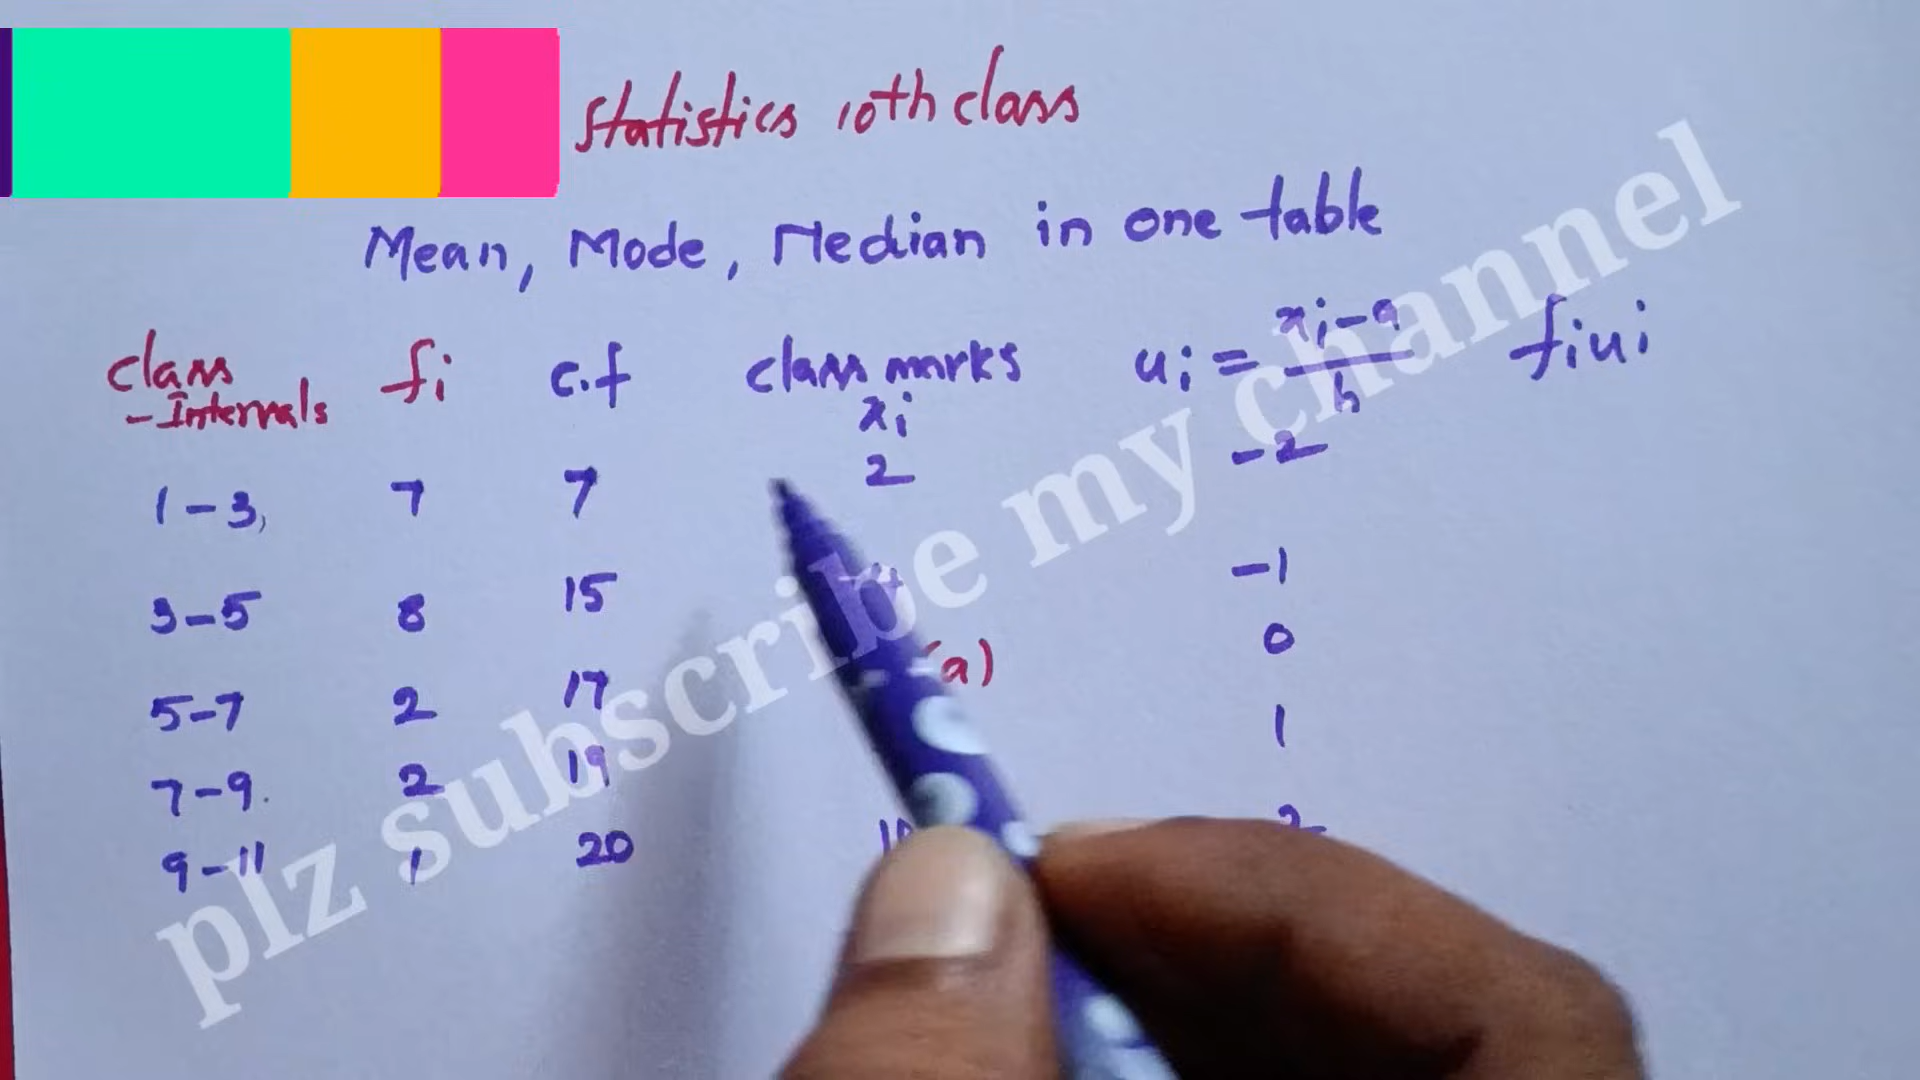 Statistics 10th class
Mean, Mode, Median in one table
class - Intervals fi c.f class marks xi ui = xi-a/h fiui
1-3, 7 7 2 -2
3-5 8 15 -1
5-7 2 17 (a) 0
7-9. 2 19 1
9-11 1 20 10 2
plz subscribe my channel